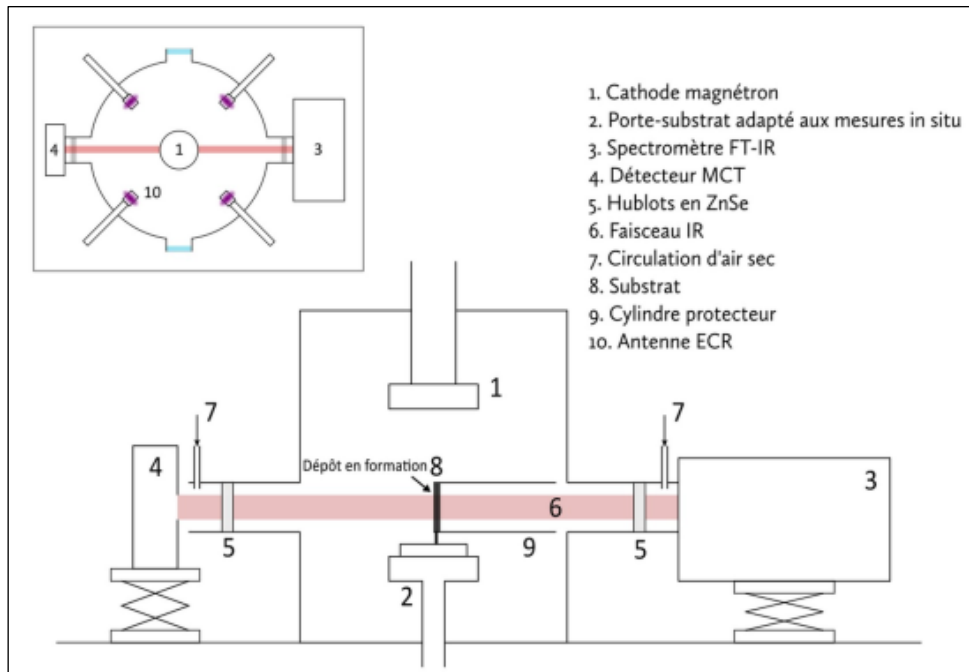 4
1
3
10
1. Cathode magnétron
2. Porte-substrat adapté aux mesures in situ
3. Spectromètre FT-IR
4. Détecteur MCT
5. Hublots en ZnSe
6. Faisceau IR
7. Circulation d'air sec
8. Substrat
9. Cylindre protecteur
10. Antenne ECR
1
7
7
4
Dépôt en formation
8
3
6
5
9
5
2